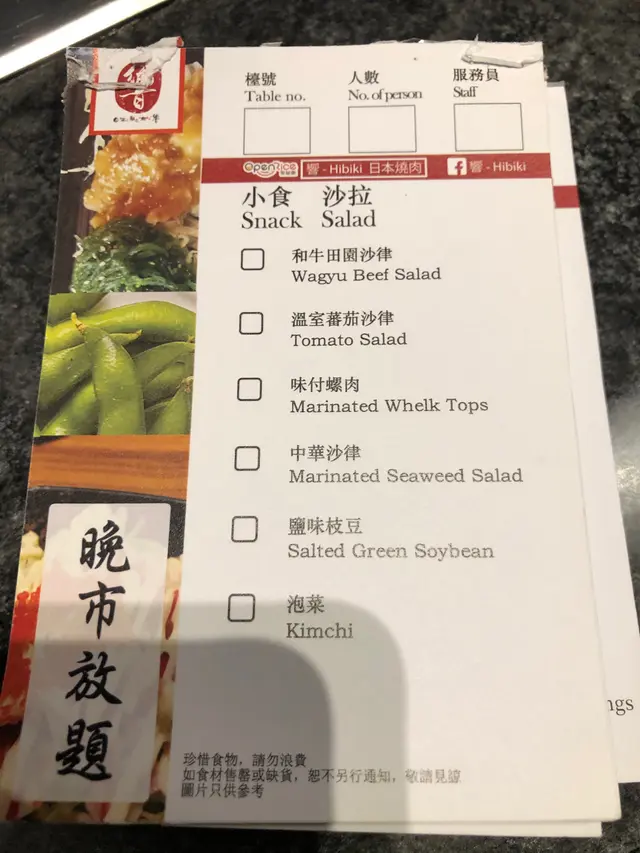 響
檯號 人數 服務員
Table no. No. of person Staff
OpenRice 響 - Hibiki 日本燒肉 響 - Hibiki
小食 沙拉
Snack Salad
和牛田園沙律
Wagyu Beef Salad
溫室蕃茄沙律
Tomato Salad
味付螺肉
Marinated Whelk Tops
中華沙律
Marinated Seaweed Salad
鹽味枝豆
Salted Green Soybean
泡菜
Kimchi
晚市放題
珍惜食物，請勿浪費
如食材售罄或缺貨，恕不另行通知，敬請見諒
圖片只供參考
ngs